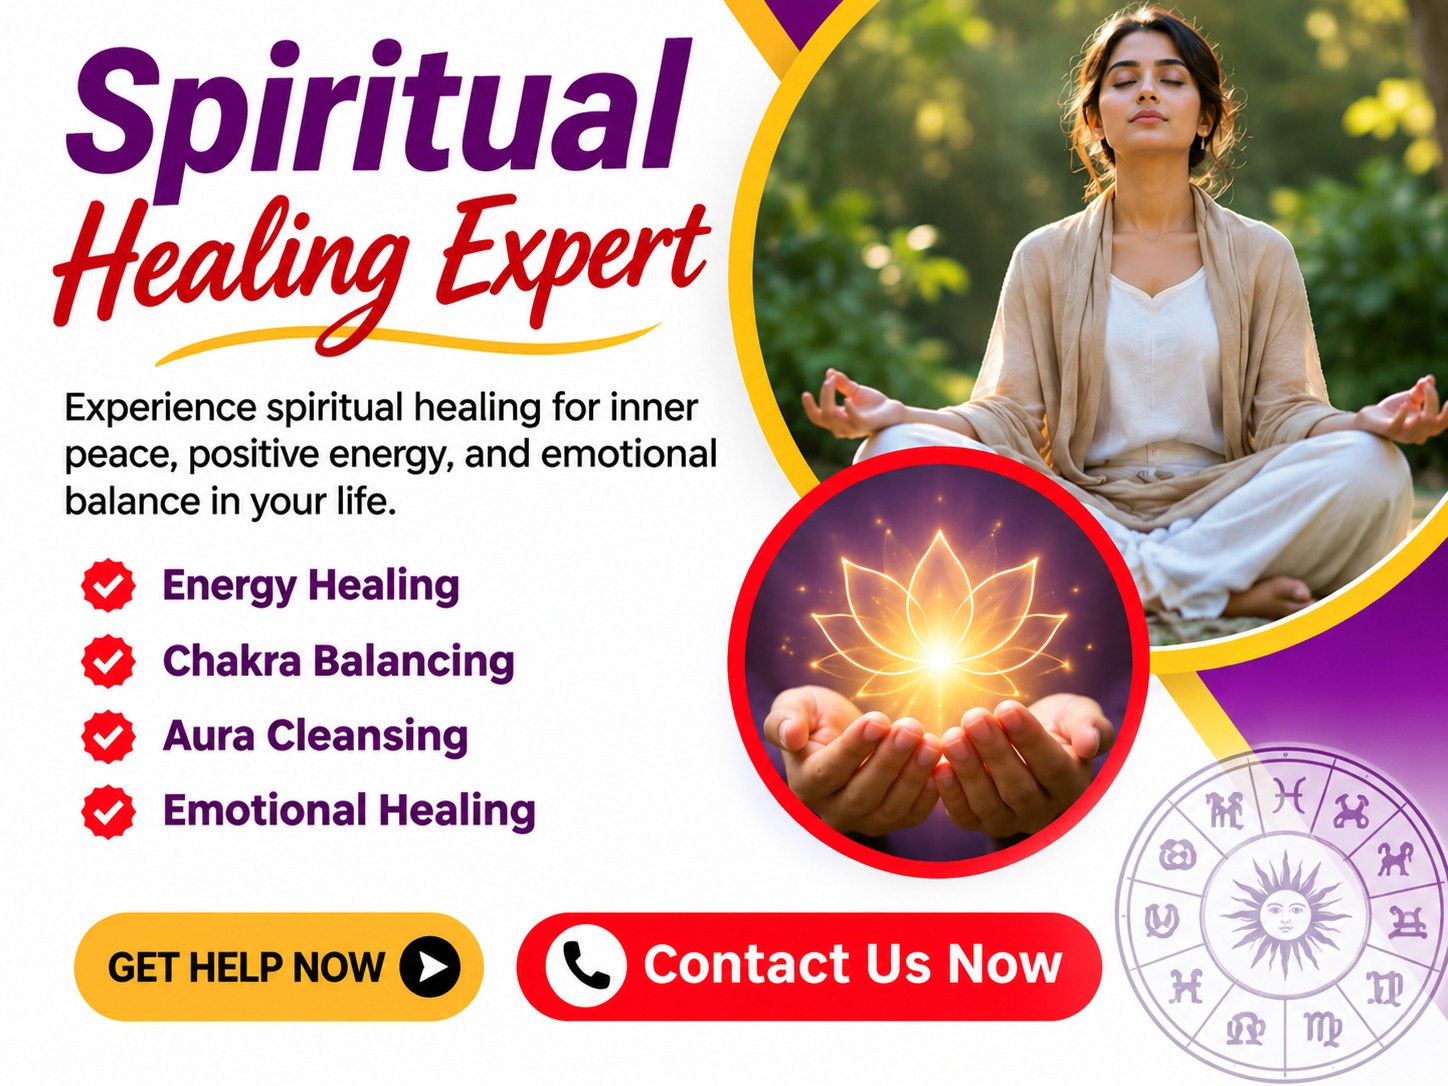 Spiritual
Healing Expert
Experience spiritual healing for inner
peace, positive energy, and emotional
balance in your life.
Energy Healing
Chakra Balancing
Aura Cleansing
Emotional Healing
GET HELP NOW
Contact Us Now